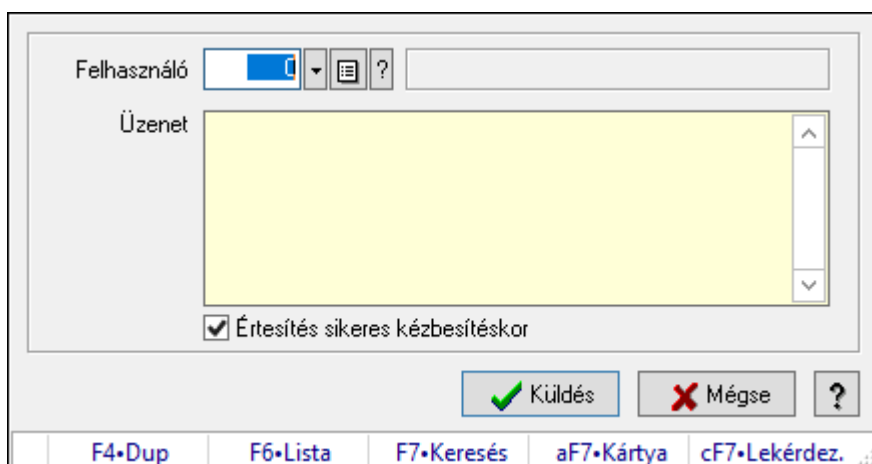 Felhasználó 0 ?
Üzenet
Értesítés sikeres kézbesítéskor
Küldés Mégse ?
F4•Dup F6•Lista F7•Keresés aF7•Kártya cF7•Lekérdez.